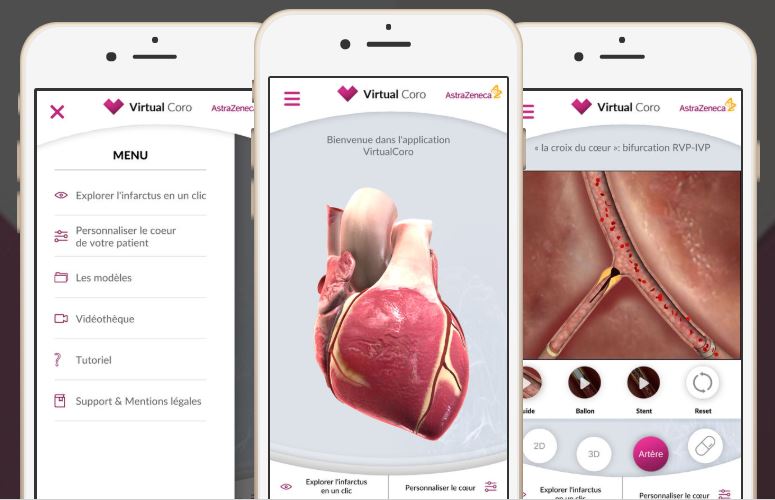 Virtual Coro
AstraZenec
MENU
Explorer l'infarctus en un clic
Personnaliser le coeur
de votre patient
Les modèles
Vidéothèque
Tutoriel
Support & Mentions légales
Virtual Coro
AstraZeneca
Bienvenue dans l'application
VirtualCoro
Explorer l'infarctus
en un clic
Personnaliser le cœur
Virtual Coro
AstraZeneca
« la croix du cœur »: bifurcation RVP-IVP
uide
Ballon
Stent
Reset
2D
3D
Artère
Explorer l'infarctus
en un clic
Personnaliser le cœur